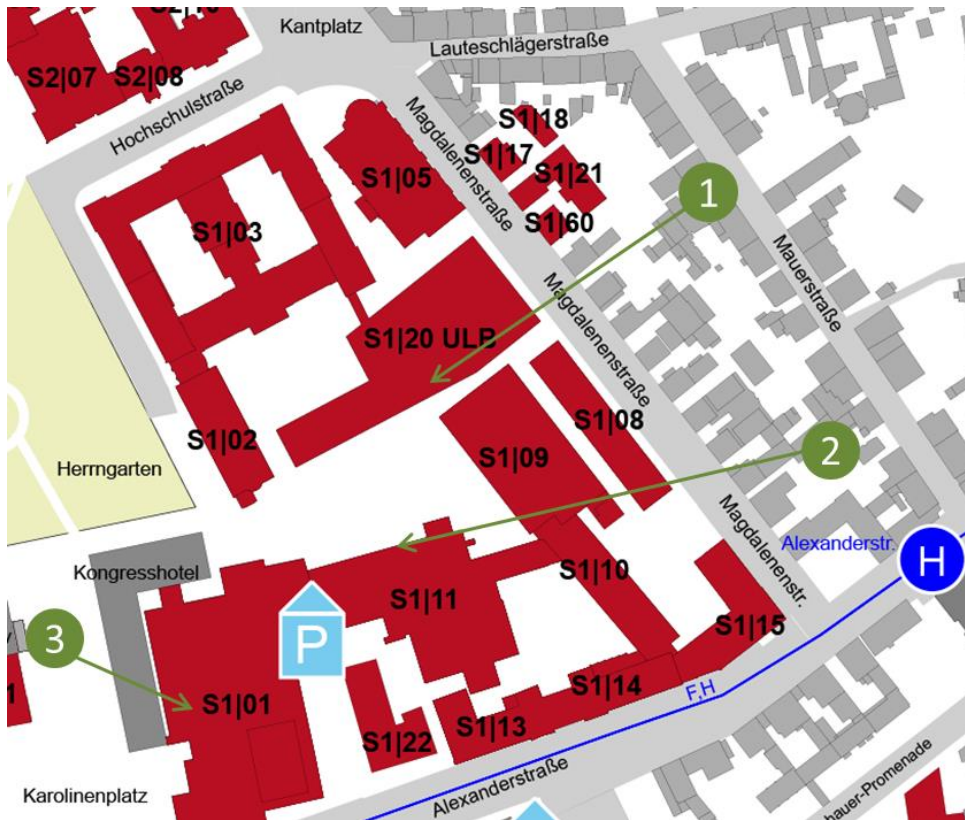 Kantplatz
Lauteschlägerstraße
S2|07
S2|08
Hochschulstraße
Magdalenenstraße
S1|18
S1|17
S1|05
S1|21
1
S1|03
S1|60
Mauerstraße
Magdalenenstraße
S1|20 ULB
S1|08
S1|02
S1|09
2
Herrngarten
Magdalenenstr.
Alexanderstr.
H
Kongresshotel
S1|10
S1|11
S1|15
P
3
S1|14
F.H
S1|01
S1|13
S1|22
Alexanderstraße
Karolinenplatz